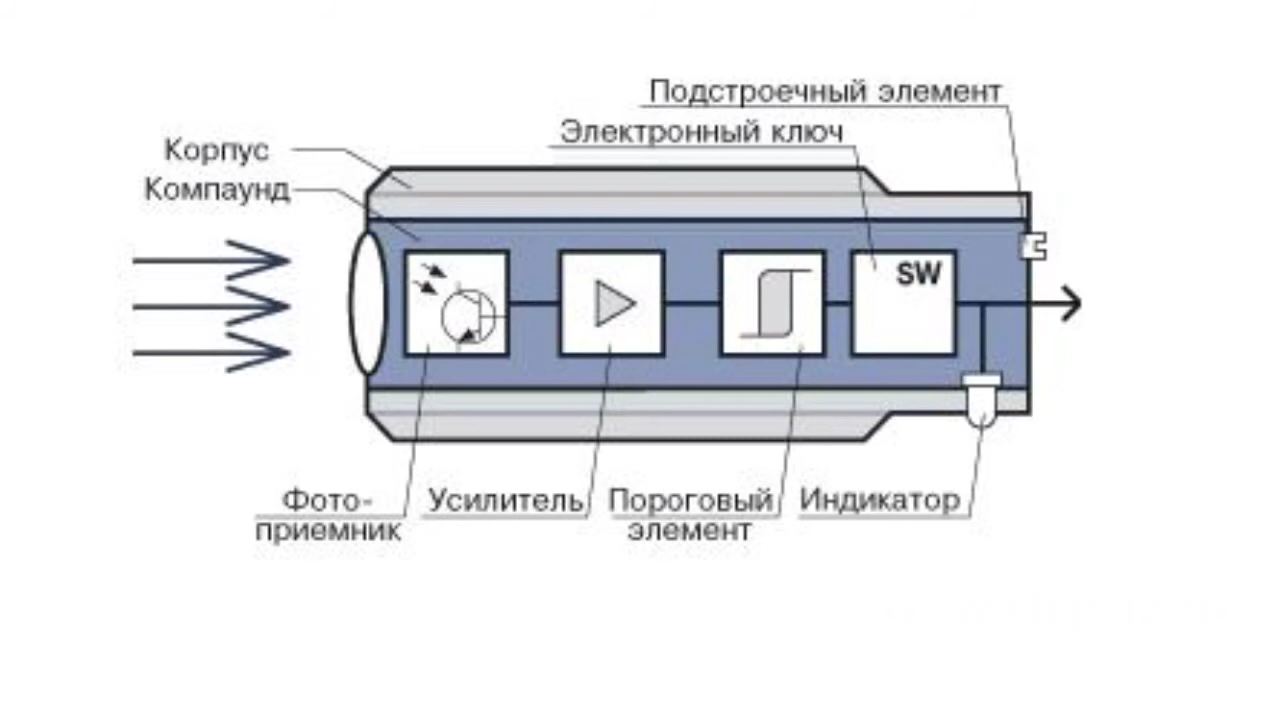 Подстроечный элемент
Электронный ключ
Корпус
Компаунд
SW
Фото-
приемник
Усилитель
Пороговый
элемент
Индикатор